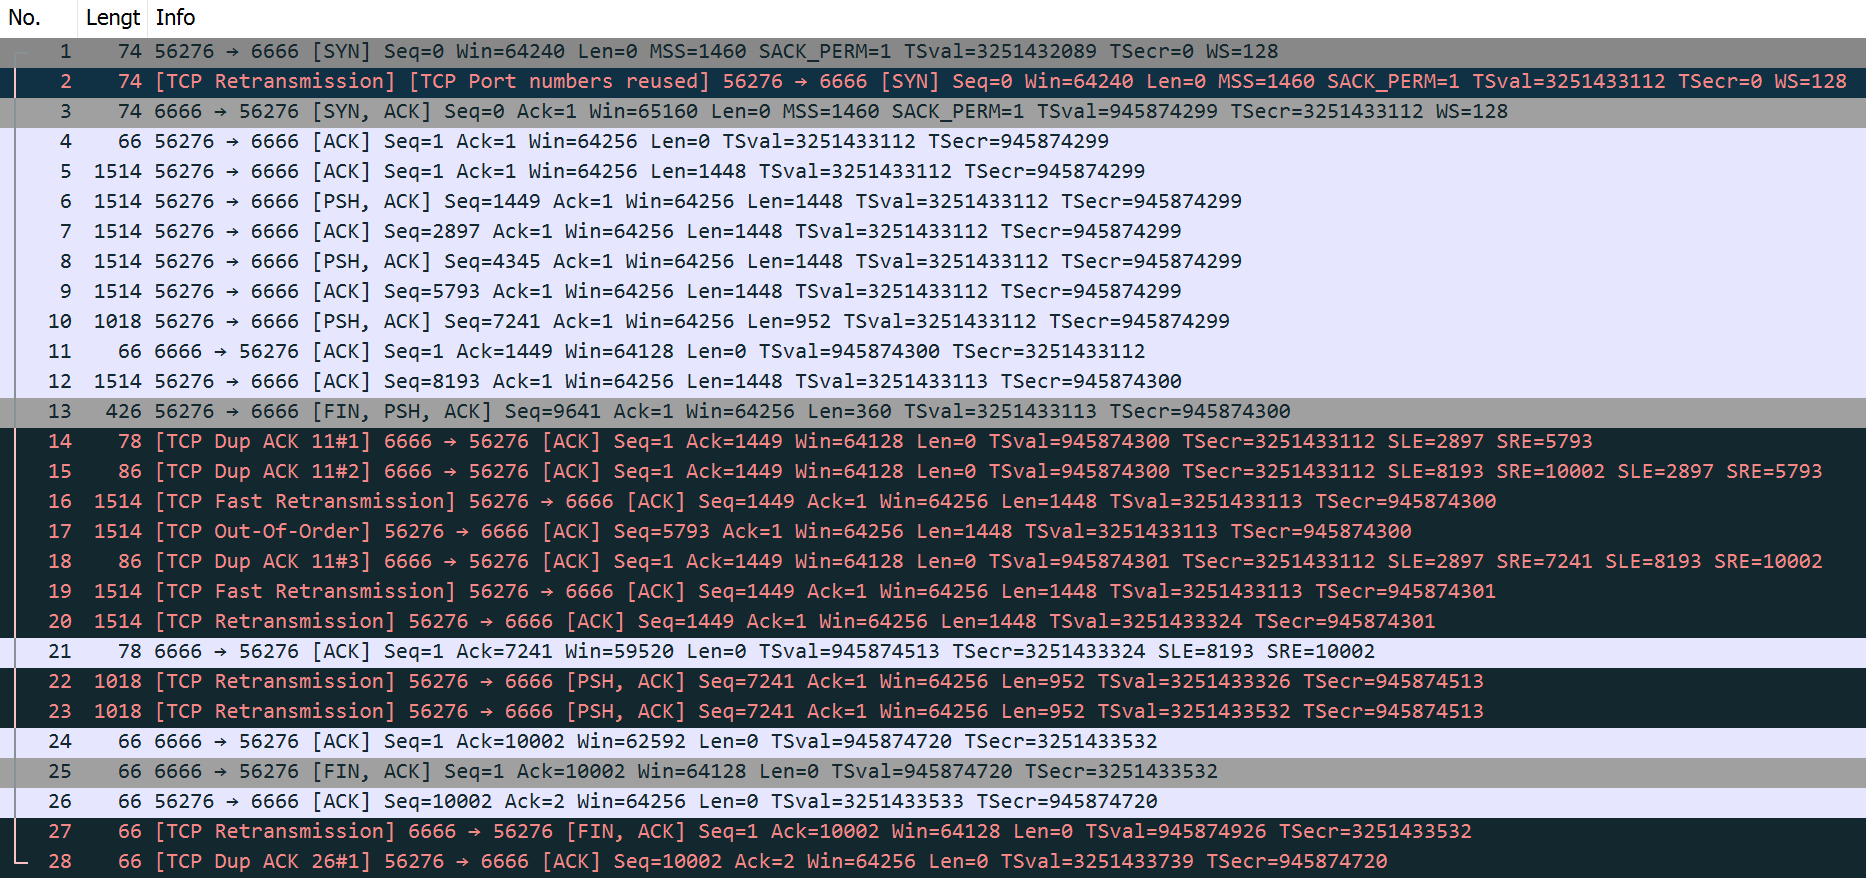 No. Lengt Info
1 74 56276 → 6666 [SYN] Seq=0 Win=64240 Len=0 MSS=1460 SACK_PERM=1 TSval=3251432089 TSecr=0 WS=128
2 74 [TCP Retransmission] [TCP Port numbers reused] 56276 → 6666 [SYN] Seq=0 Win=64240 Len=0 MSS=1460 SACK_PERM=1 TSval=3251433112 TSecr=0 WS=128
3 74 6666 → 56276 [SYN, ACK] Seq=0 Ack=1 Win=65160 Len=0 MSS=1460 SACK_PERM=1 TSval=945874299 TSecr=3251433112 WS=128
4 66 56276 → 6666 [ACK] Seq=1 Ack=1 Win=64256 Len=0 TSval=3251433112 TSecr=945874299
5 1514 56276 → 6666 [ACK] Seq=1 Ack=1 Win=64256 Len=1448 TSval=3251433112 TSecr=945874299
6 1514 56276 → 6666 [PSH, ACK] Seq=1449 Ack=1 Win=64256 Len=1448 TSval=3251433112 TSecr=945874299
7 1514 56276 → 6666 [ACK] Seq=2897 Ack=1 Win=64256 Len=1448 TSval=3251433112 TSecr=945874299
8 1514 56276 → 6666 [PSH, ACK] Seq=4345 Ack=1 Win=64256 Len=1448 TSval=3251433112 TSecr=945874299
9 1514 56276 → 6666 [ACK] Seq=5793 Ack=1 Win=64256 Len=1448 TSval=3251433112 TSecr=945874299
10 1018 56276 → 6666 [PSH, ACK] Seq=7241 Ack=1 Win=64256 Len=952 TSval=3251433112 TSecr=945874299
11 66 6666 → 56276 [ACK] Seq=1 Ack=1449 Win=64128 Len=0 TSval=945874300 TSecr=3251433112
12 1514 56276 → 6666 [ACK] Seq=8193 Ack=1 Win=64256 Len=1448 TSval=3251433113 TSecr=945874300
13 426 56276 → 6666 [FIN, PSH, ACK] Seq=9641 Ack=1 Win=64256 Len=360 TSval=3251433113 TSecr=945874300
14 78 [TCP Dup ACK 11#1] 6666 → 56276 [ACK] Seq=1 Ack=1449 Win=64128 Len=0 TSval=945874300 TSecr=3251433112 SLE=2897 SRE=5793
15 86 [TCP Dup ACK 11#2] 6666 → 56276 [ACK] Seq=1 Ack=1449 Win=64128 Len=0 TSval=945874300 TSecr=3251433112 SLE=8193 SRE=10002 SLE=2897 SRE=5793
16 1514 [TCP Fast Retransmission] 56276 → 6666 [ACK] Seq=1449 Ack=1 Win=64256 Len=1448 TSval=3251433113 TSecr=945874300
17 1514 [TCP Out-Of-Order] 56276 → 6666 [ACK] Seq=5793 Ack=1 Win=64256 Len=1448 TSval=3251433113 TSecr=945874300
18 86 [TCP Dup ACK 11#3] 6666 → 56276 [ACK] Seq=1 Ack=1449 Win=64128 Len=0 TSval=945874301 TSecr=3251433112 SLE=2897 SRE=7241 SLE=8193 SRE=10002
19 1514 [TCP Fast Retransmission] 56276 → 6666 [ACK] Seq=1449 Ack=1 Win=64256 Len=1448 TSval=3251433113 TSecr=945874301
20 1514 [TCP Retransmission] 56276 → 6666 [ACK] Seq=1449 Ack=1 Win=64256 Len=1448 TSval=3251433324 TSecr=945874301
21 78 6666 → 56276 [ACK] Seq=1 Ack=7241 Win=59520 Len=0 TSval=945874513 TSecr=3251433324 SLE=8193 SRE=10002
22 1018 [TCP Retransmission] 56276 → 6666 [PSH, ACK] Seq=7241 Ack=1 Win=64256 Len=952 TSval=3251433326 TSecr=945874513
23 1018 [TCP Retransmission] 56276 → 6666 [PSH, ACK] Seq=7241 Ack=1 Win=64256 Len=952 TSval=3251433532 TSecr=945874513
24 66 6666 → 56276 [ACK] Seq=1 Ack=10002 Win=62592 Len=0 TSval=945874720 TSecr=3251433532
25 66 6666 → 56276 [FIN, ACK] Seq=1 Ack=10002 Win=64128 Len=0 TSval=945874720 TSecr=3251433532
26 66 56276 → 6666 [ACK] Seq=10002 Ack=2 Win=64256 Len=0 TSval=3251433533 TSecr=945874720
27 66 [TCP Retransmission] 6666 → 56276 [FIN, ACK] Seq=1 Ack=10002 Win=64128 Len=0 TSval=945874926 TSecr=3251433532
28 66 [TCP Dup ACK 26#1] 56276 → 6666 [ACK] Seq=10002 Ack=2 Win=64256 Len=0 TSval=3251433739 TSecr=945874720